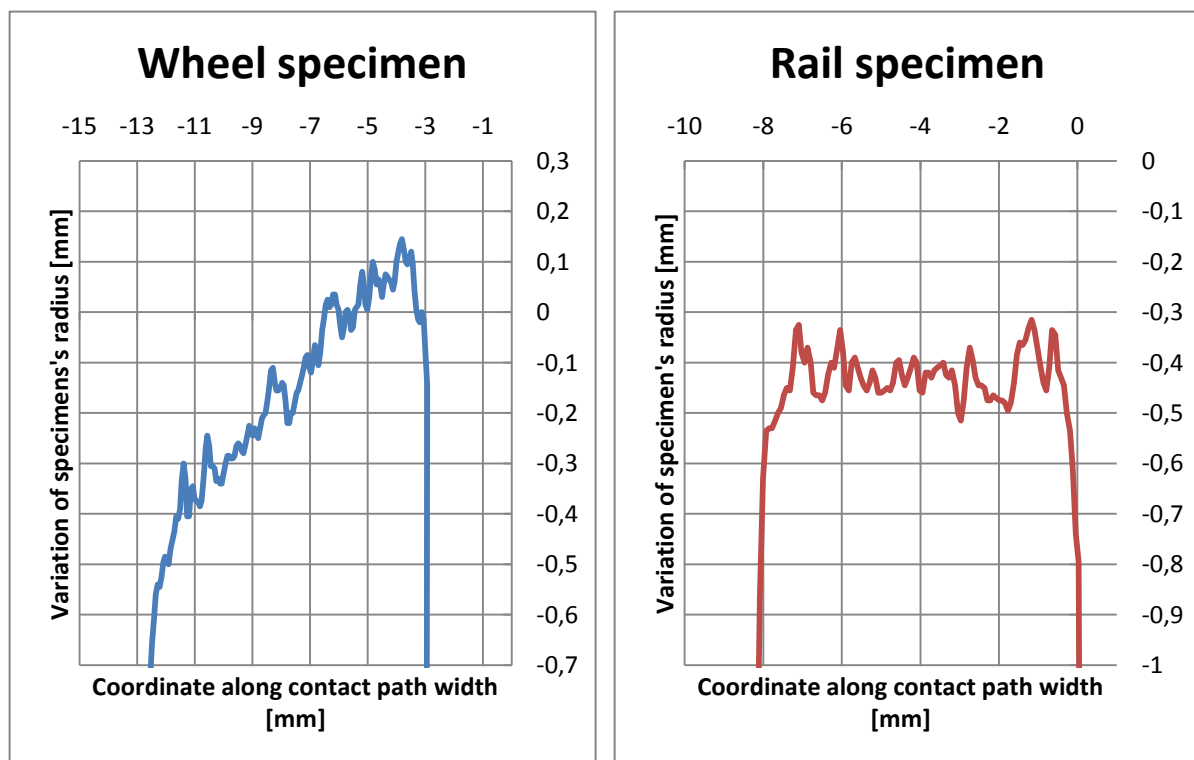 Wheel specimen
-15 -13 -11 -9 -7 -5 -3 -1
0,3
0,2
0,1
0
-0,1
-0,2
-0,3
-0,4
-0,5
-0,6
-0,7
Variation of specimens's radius [mm]
Coordinate along contact path width
[mm]
Rail specimen
-10 -8 -6 -4 -2 0
0
-0,1
-0,2
-0,3
-0,4
-0,5
-0,6
-0,7
-0,8
-0,9
-1
Variation of specimen's radius [mm]
Coordinate along contact path width
[mm]